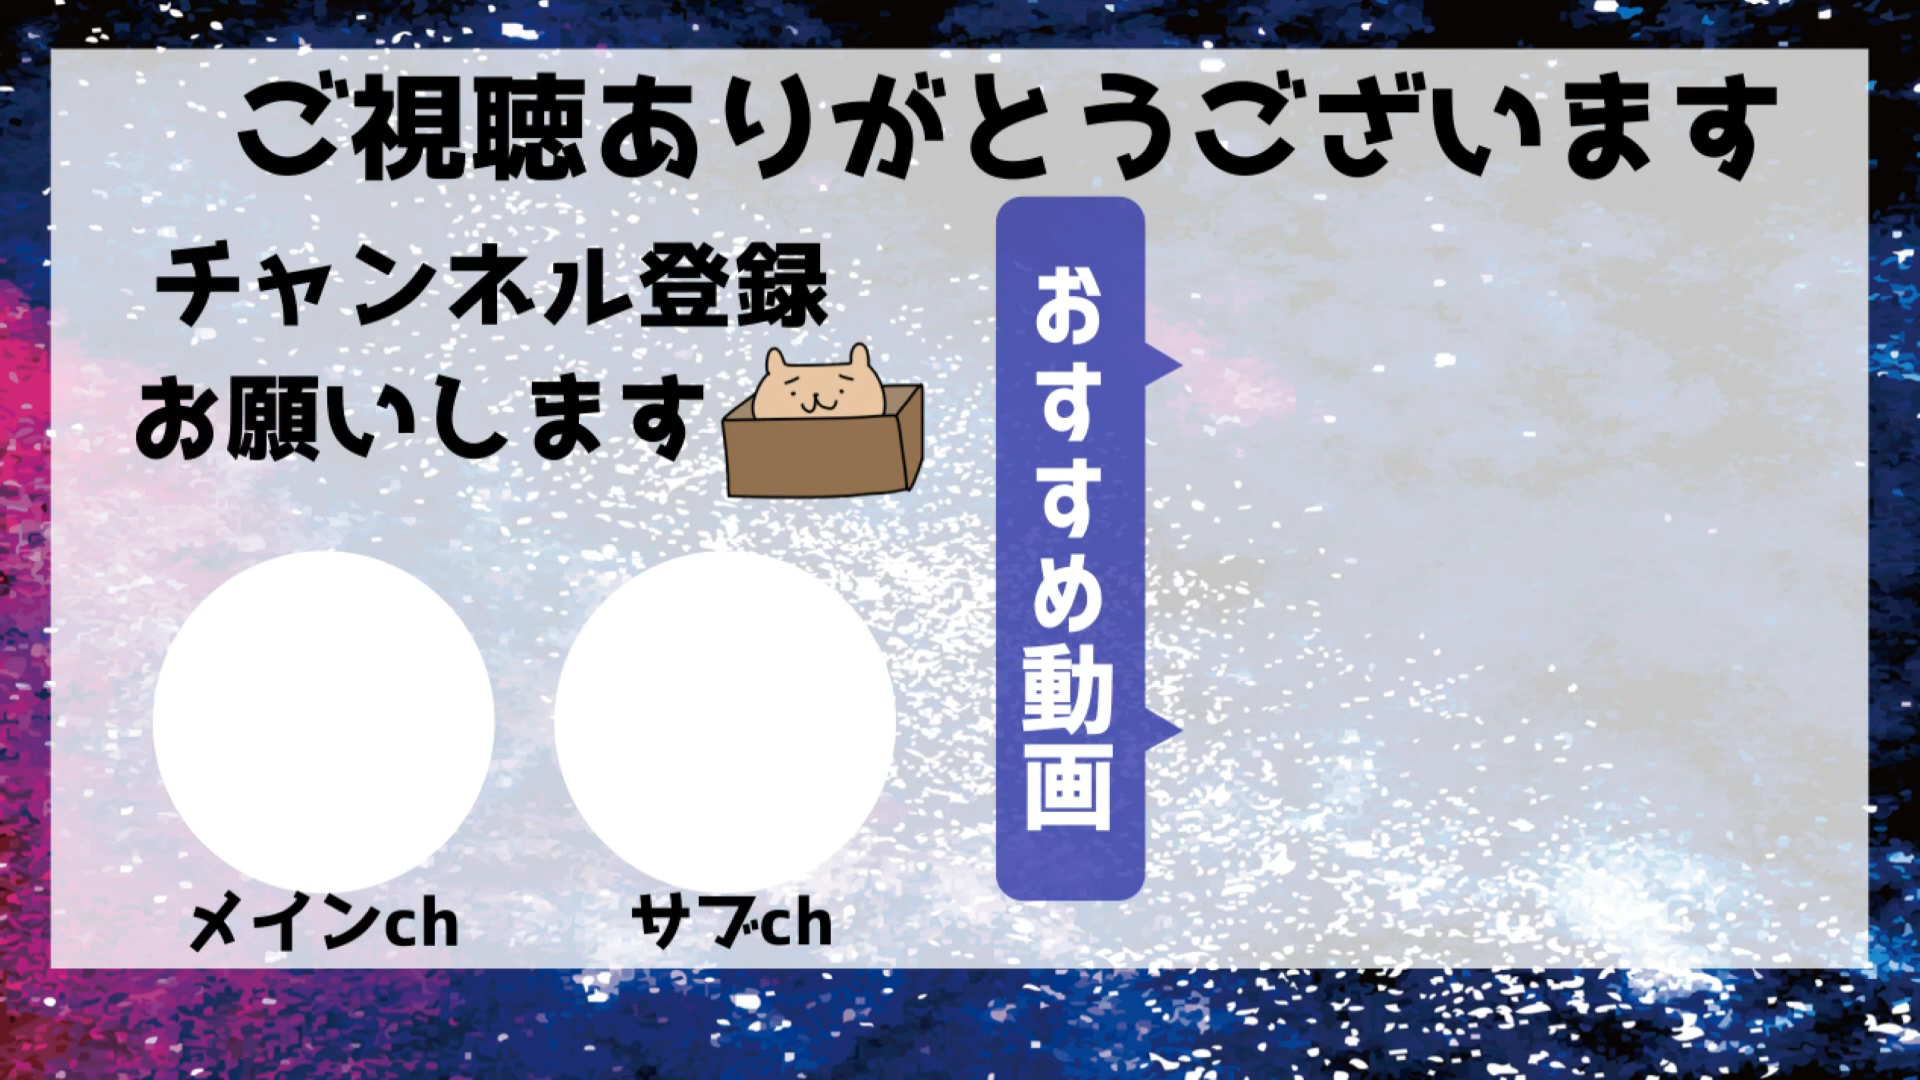 ご視聴ありがとうございます
チャンネル登録
お願いします
おすすめ動画
メインch
サブch